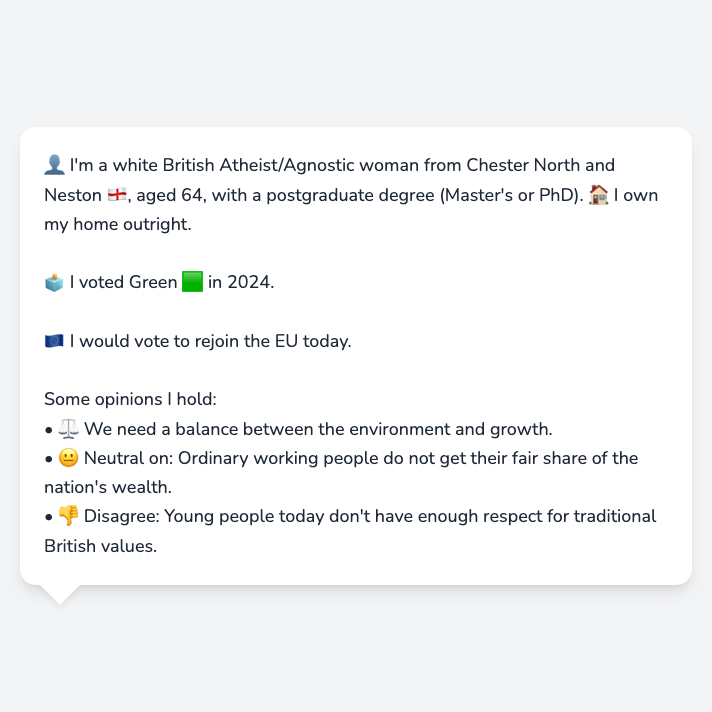 👤 I'm a white British Atheist/Agnostic woman from Chester North and
Neston 🏴󠁧󠁢󠁥󠁮󠁧󠁿, aged 64, with a postgraduate degree (Master's or PhD). 🏠 I own
my home outright.
🗳️ I voted Green 🟩 in 2024.
🇪🇺 I would vote to rejoin the EU today.
Some opinions I hold:
• ⚖️ We need a balance between the environment and growth.
• 😐 Neutral on: Ordinary working people do not get their fair share of the
nation's wealth.
• 👎 Disagree: Young people today don't have enough respect for traditional
British values.